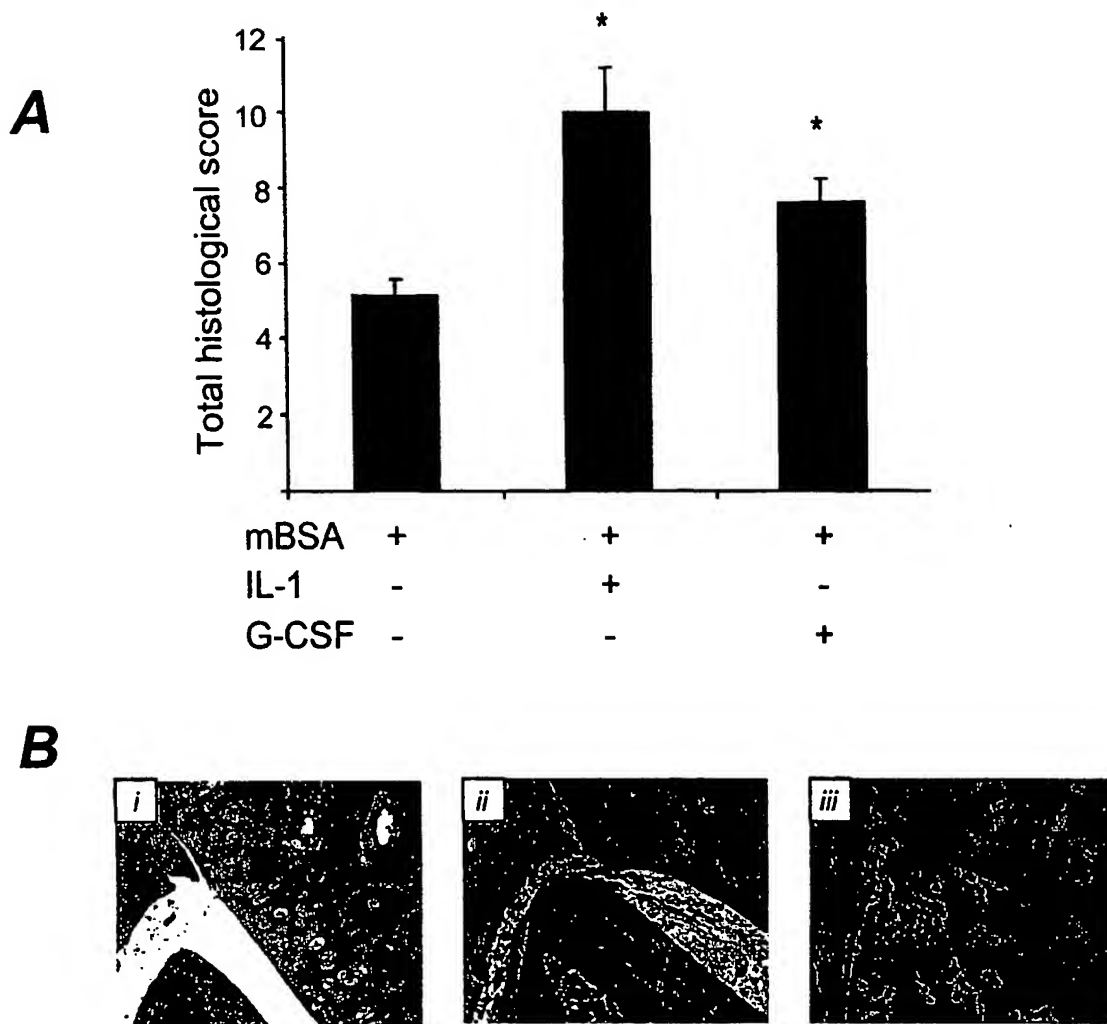 A
Total histological score
*
*
12
10
8
6
4
2
mBSA + + +
IL-1 - + -
G-CSF - - +
B
i
ii
iii